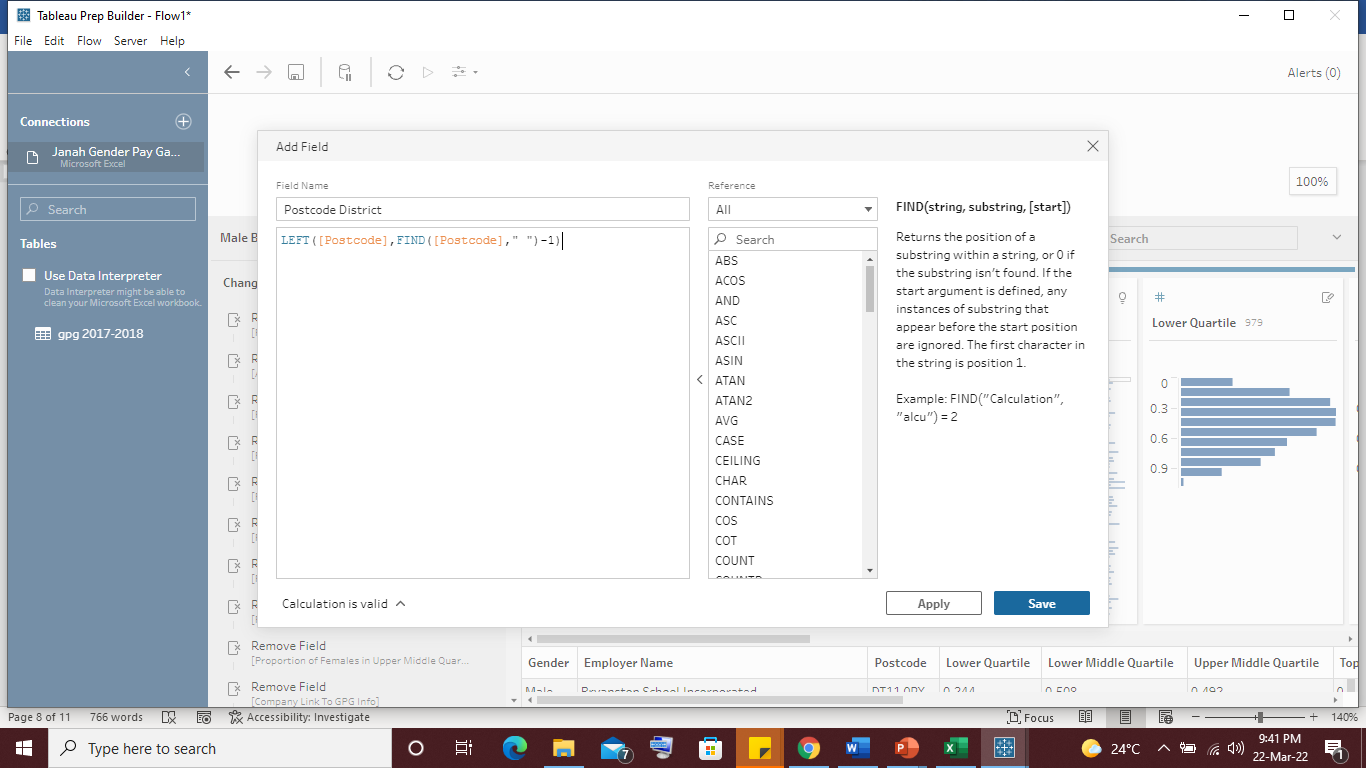 Tableau Prep Builder - Flow1*
File Edit Flow Server Help
Alerts (0)
Connections
Janah Gender Pay Ga...
Microsoft Excel
Search
Tables
Use Data Interpreter
Data Interpreter might be able to
clean your Microsoft Excel workbook.
gpg 2017-2018
100%
Male B
Search
Chang
Add Field
Field Name
Postcode District
LEFT([Postcode],FIND([Postcode]," ")-1)
Reference
All
Search
ABS
ACOS
AND
ASC
ASCII
ASIN
ATAN
ATAN2
AVG
CASE
CEILING
CHAR
CONTAINS
COS
COT
COUNT
FIND(string, substring, [start])
Returns the position of a
substring within a string, or 0 if
the substring isn't found. If the
start argument is defined, any
instances of substring that
appear before the start position
are ignored. The first character in
the string is position 1.
Example: FIND("Calculation",
"alcu") = 2
Calculation is valid
Apply
Save
Lower Quartile 979
0
0.3
0.6
0.9
Remove Field
[Proportion of Females in Upper Middle Quar...
Remove Field
[Company Link To GPG Info]
Gender Employer Name Postcode Lower Quartile Lower Middle Quartile Upper Middle Quartile Top
Male Bryanston School Incorporated DT11 0PX 0.244 0.508 0.492
Page 8 of 11 766 words Accessibility: Investigate Focus 140%
Type here to search
7
24°C
9:41 PM
22-Mar-22
1